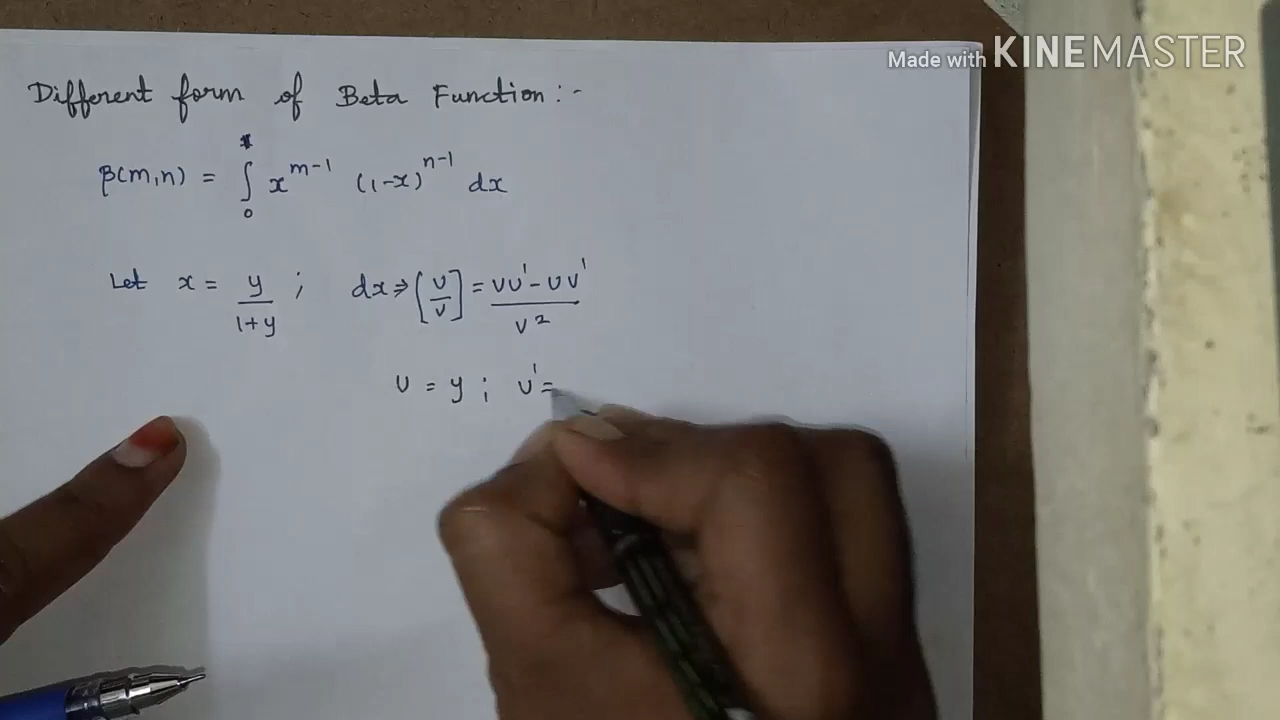 Made with KINEMASTER
Different form of Beta Function :-
β(m,n) = ∫₀ x^{m-1} (1-x)^{n-1} dx
Let x = y/(1+y) ; dx ⇒ [u/v] = (vu' - uv')/v²
u = y ; u' =